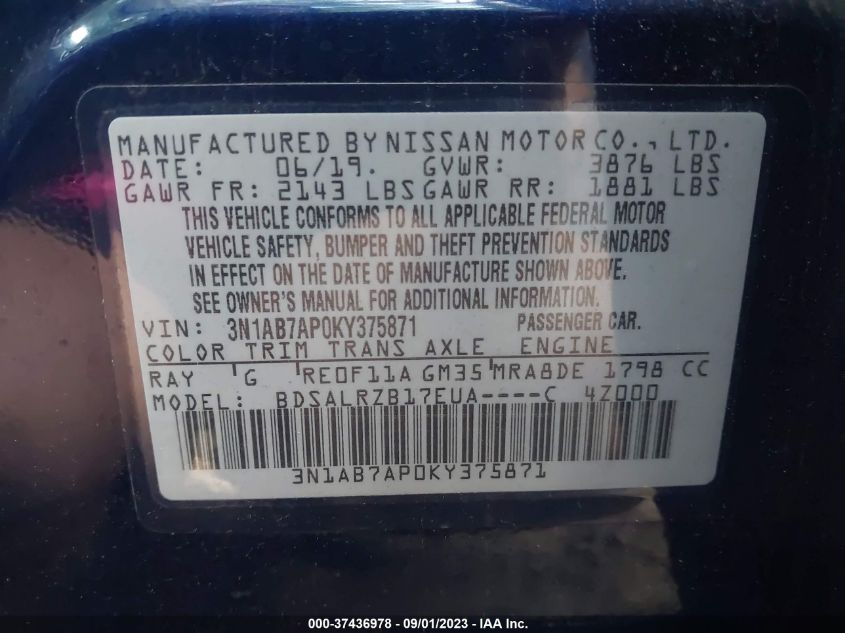 MANUFACTURED BY NISSAN MOTOR CO., LTD.
DATE: 06/19. GVWR: 3876 LBS
GAWR FR: 2143 LBS GAWR RR: 1881 LBS
THIS VEHICLE CONFORMS TO ALL APPLICABLE FEDERAL MOTOR
VEHICLE SAFETY, BUMPER AND THEFT PREVENTION STANDARDS
IN EFFECT ON THE DATE OF MANUFACTURE SHOWN ABOVE.
SEE OWNER'S MANUAL FOR ADDITIONAL INFORMATION.
VIN: 3N1AB7AP0KY375871 PASSENGER CAR.
COLOR TRIM TRANS AXLE ENGINE
RAY 'G 'RE0F11A GM35'MRA8DE 1798 CC
MODEL: BDSALRZB17EUA----C 4Z000
3N1AB7AP0KY375871
000-37436978 - 09/01/2023 - IAA Inc.